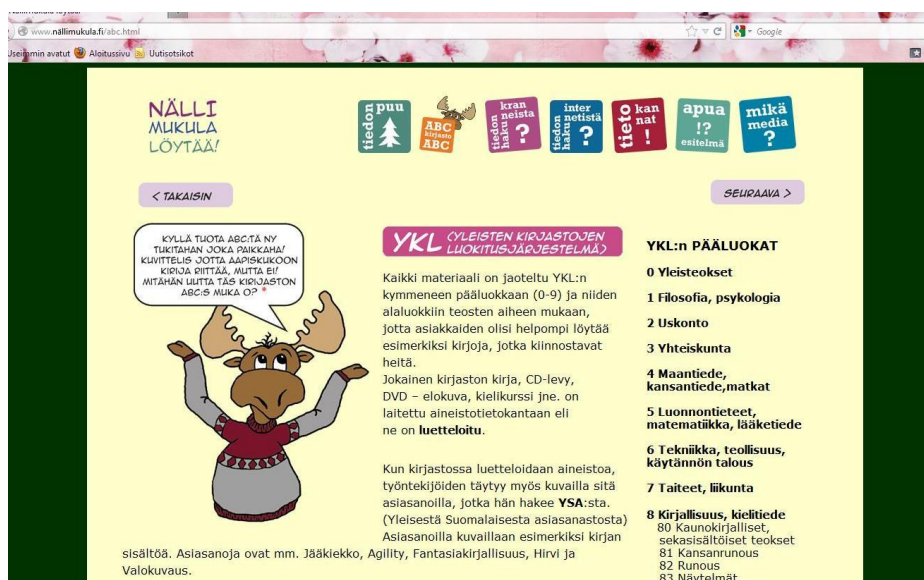 www.nällimukula.fi/abc.html
Google
Useimmin avatut
Aloitussivu
Uutisotsikot
NÄLLI
MUKULA
LÖYTÄÄ!
tiedon puu
ABC
kirjasto
ABC
tiedon haku kran neista ?
tiedon haku inter netistä ?
tieto kan nat !
apua
!?
esitelmä
mikä
media
?
< TAKAISIN
SEURAAVA >
KYLLÄ TUOTA ABC:TÄ NY
TUKITAHAN JOKA PAIKKAHA!
KUVITTELIS JOTTA AAPISKUKOON
KIRIJA RIITTÄÄ, MUTTA EI!
MITÄHÄN UUTTA TÄS KIRJASTON
ABC:S MUKA O? *
YKL (YLEISTEN KIRJASTOJEN
LUOKITUSJÄRJESTELMÄ)
Kaikki materiaali on jaoteltu YKL:n
kymmeneen pääluokkaan (0-9) ja niiden
alaluokkiin teosten aiheen mukaan,
jotta asiakkaiden olisi helpompi löytää
esimerkiksi kirjoja, jotka kiinnostavat
heitä.
Jokainen kirjaston kirja, CD-levy,
DVD – elokuva, kielikurssi jne. on
laitettu aineistotietokantaan eli
ne on luetteloitu.
Kun kirjastossa luetteloidaan aineistoa,
työntekijöiden täytyy myös kuvailla sitä
asiasanoilla, jotka hän hakee YSA:sta.
(Yleisestä Suomalaisesta asiasanastosta)
Asiasanoilla kuvaillaan esimerkiksi kirjan
sisältöä. Asiasanoja ovat mm. Jääkiekko, Agility, Fantasiakirjallisuus, Hirvi ja
Valokuvaus.
YKL:n PÄÄLUOKAT
0 Yleisteokset
1 Filosofia, psykologia
2 Uskonto
3 Yhteiskunta
4 Maantiede,
kansantiede,matkat
5 Luonnontieteet,
matematiikka, lääketiede
6 Tekniikka, teollisuus,
käytännön talous
7 Taiteet, liikunta
8 Kirjallisuus, kielitiede
80 Kaunokirjalliset,
sekasisältöiset teokset
81 Kansanrunous
82 Runous
83 Näytelmät